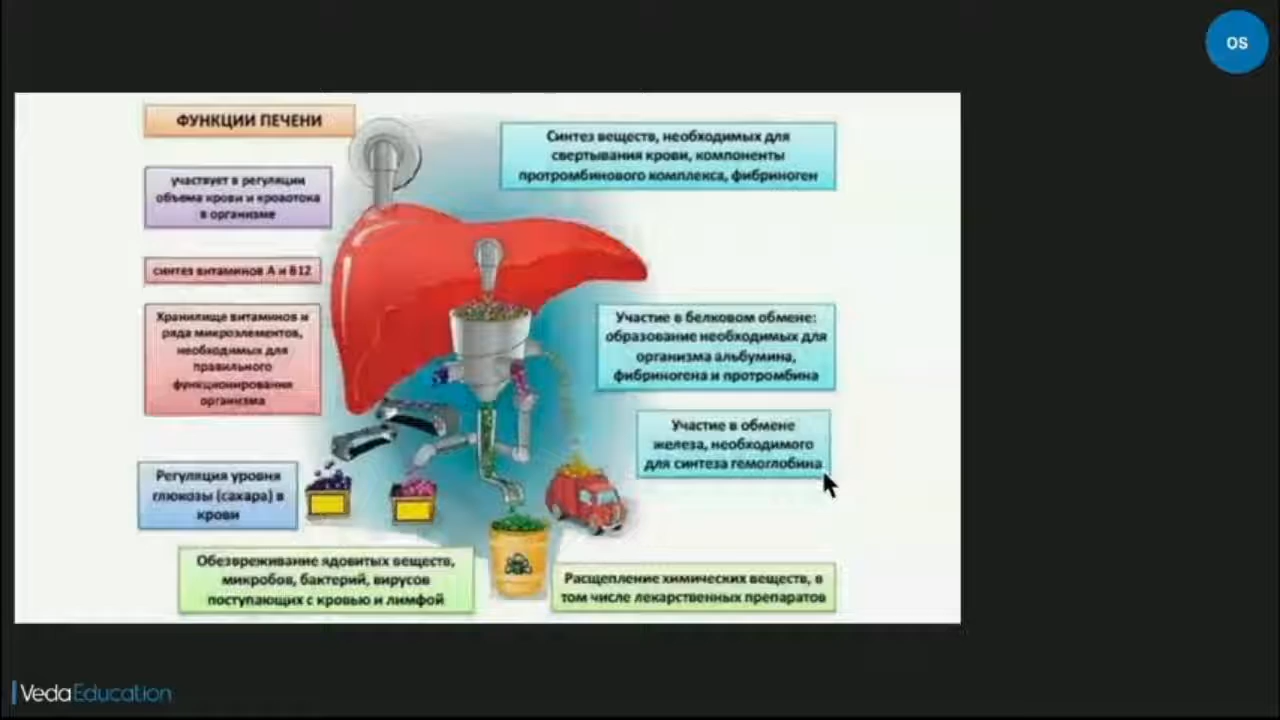 OS
ФУНКЦИИ ПЕЧЕНИ
Синтез веществ, необходимых для
свертывания крови, компоненты
протромбинового комплекса, фибриноген
участвует в регуляции
объема крови и кровотока
в организме
синтез витаминов А и В12
Хранилище витаминов и
ряда микроэлементов,
необходимых для
правильного
функционирования
организма
Участие в белковом обмене:
образование необходимых для
организма альбумина,
фибриногена и протромбина
Участие в обмене
железа, необходимого
для синтеза гемоглобина
Регуляция уровня
глюкозы (сахара) в
крови
Обезвреживание ядовитых веществ,
микробов, бактерий, вирусов
поступающих с кровью и лимфой
Расщепление химических веществ, в
том числе лекарственных препаратов
VedaEducation